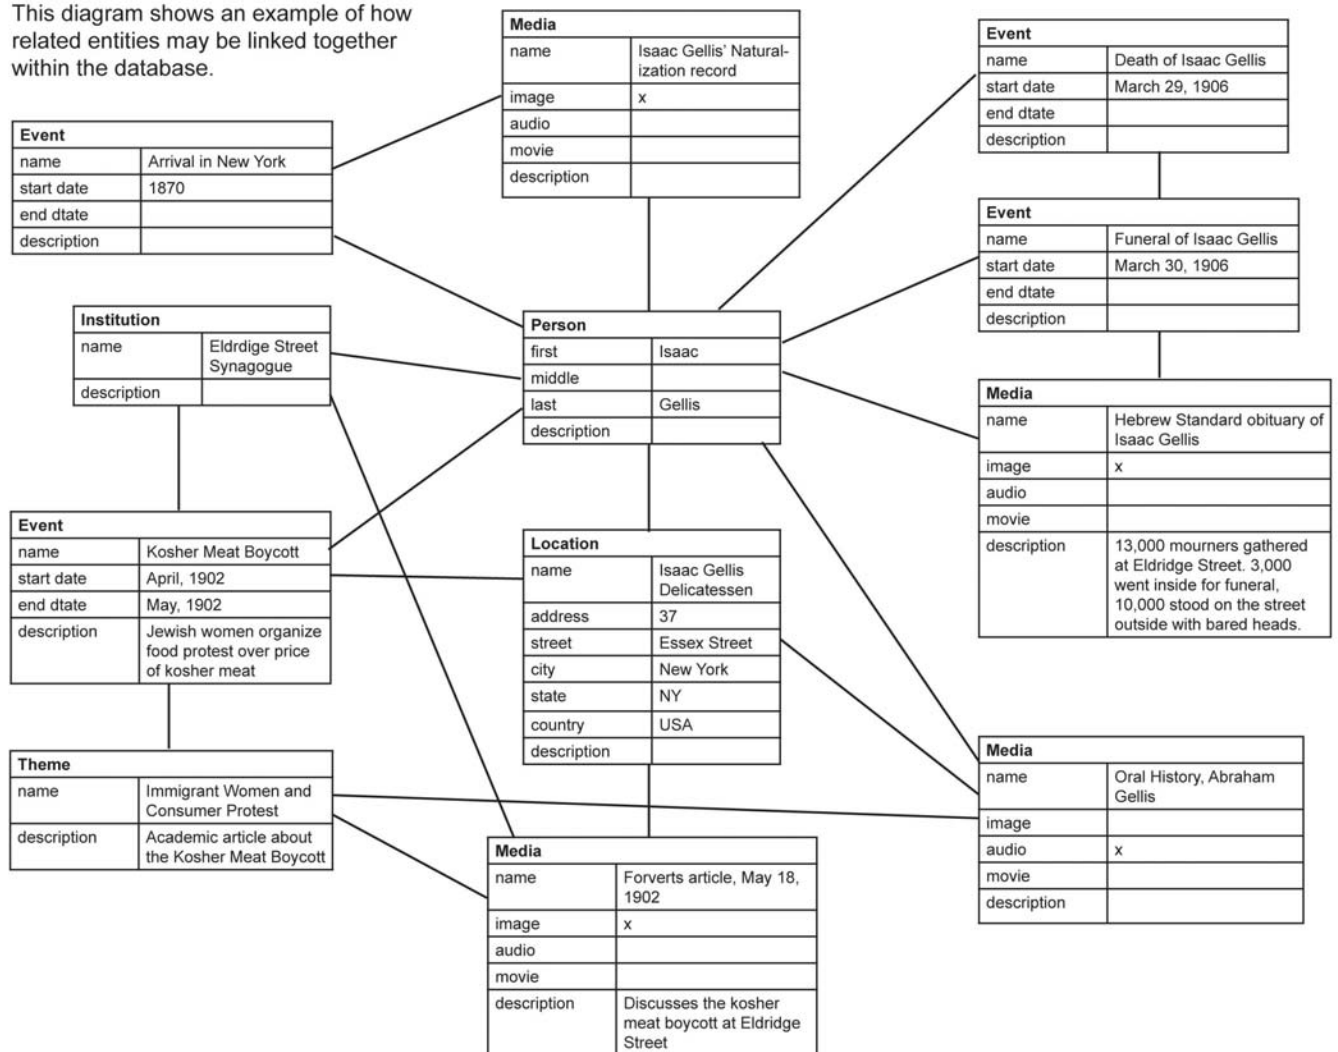 This diagram shows an example of how
related entities may be linked together
within the database.
Media
name Isaac Gellis' Natural-
ization record
image x
audio
movie
description
Event
name Death of Isaac Gellis
start date March 29, 1906
end dtate
description
Event
name Arrival in New York
start date 1870
end dtate
description
Event
name Funeral of Isaac Gellis
start date March 30, 1906
end dtate
description
Institution
name Eldrdige Street
Synagogue
description
Person
first Isaac
middle
last Gellis
description
Media
name Hebrew Standard obituary of
Isaac Gellis
image x
audio
movie
description 13,000 mourners gathered
at Eldridge Street. 3,000
went inside for funeral,
10,000 stood on the street
outside with bared heads.
Event
name Kosher Meat Boycott
start date April, 1902
end dtate May, 1902
description Jewish women organize
food protest over price
of kosher meat
Location
name Isaac Gellis
Delicatessen
address 37
street Essex Street
city New York
state NY
country USA
description
Theme
name Immigrant Women and
Consumer Protest
description Academic article about
the Kosher Meat Boycott
Media
name Oral History, Abraham
Gellis
image
audio x
movie
description
Media
name Forverts article, May 18,
1902
image x
audio
movie
description Discusses the kosher
meat boycott at Eldridge
Street